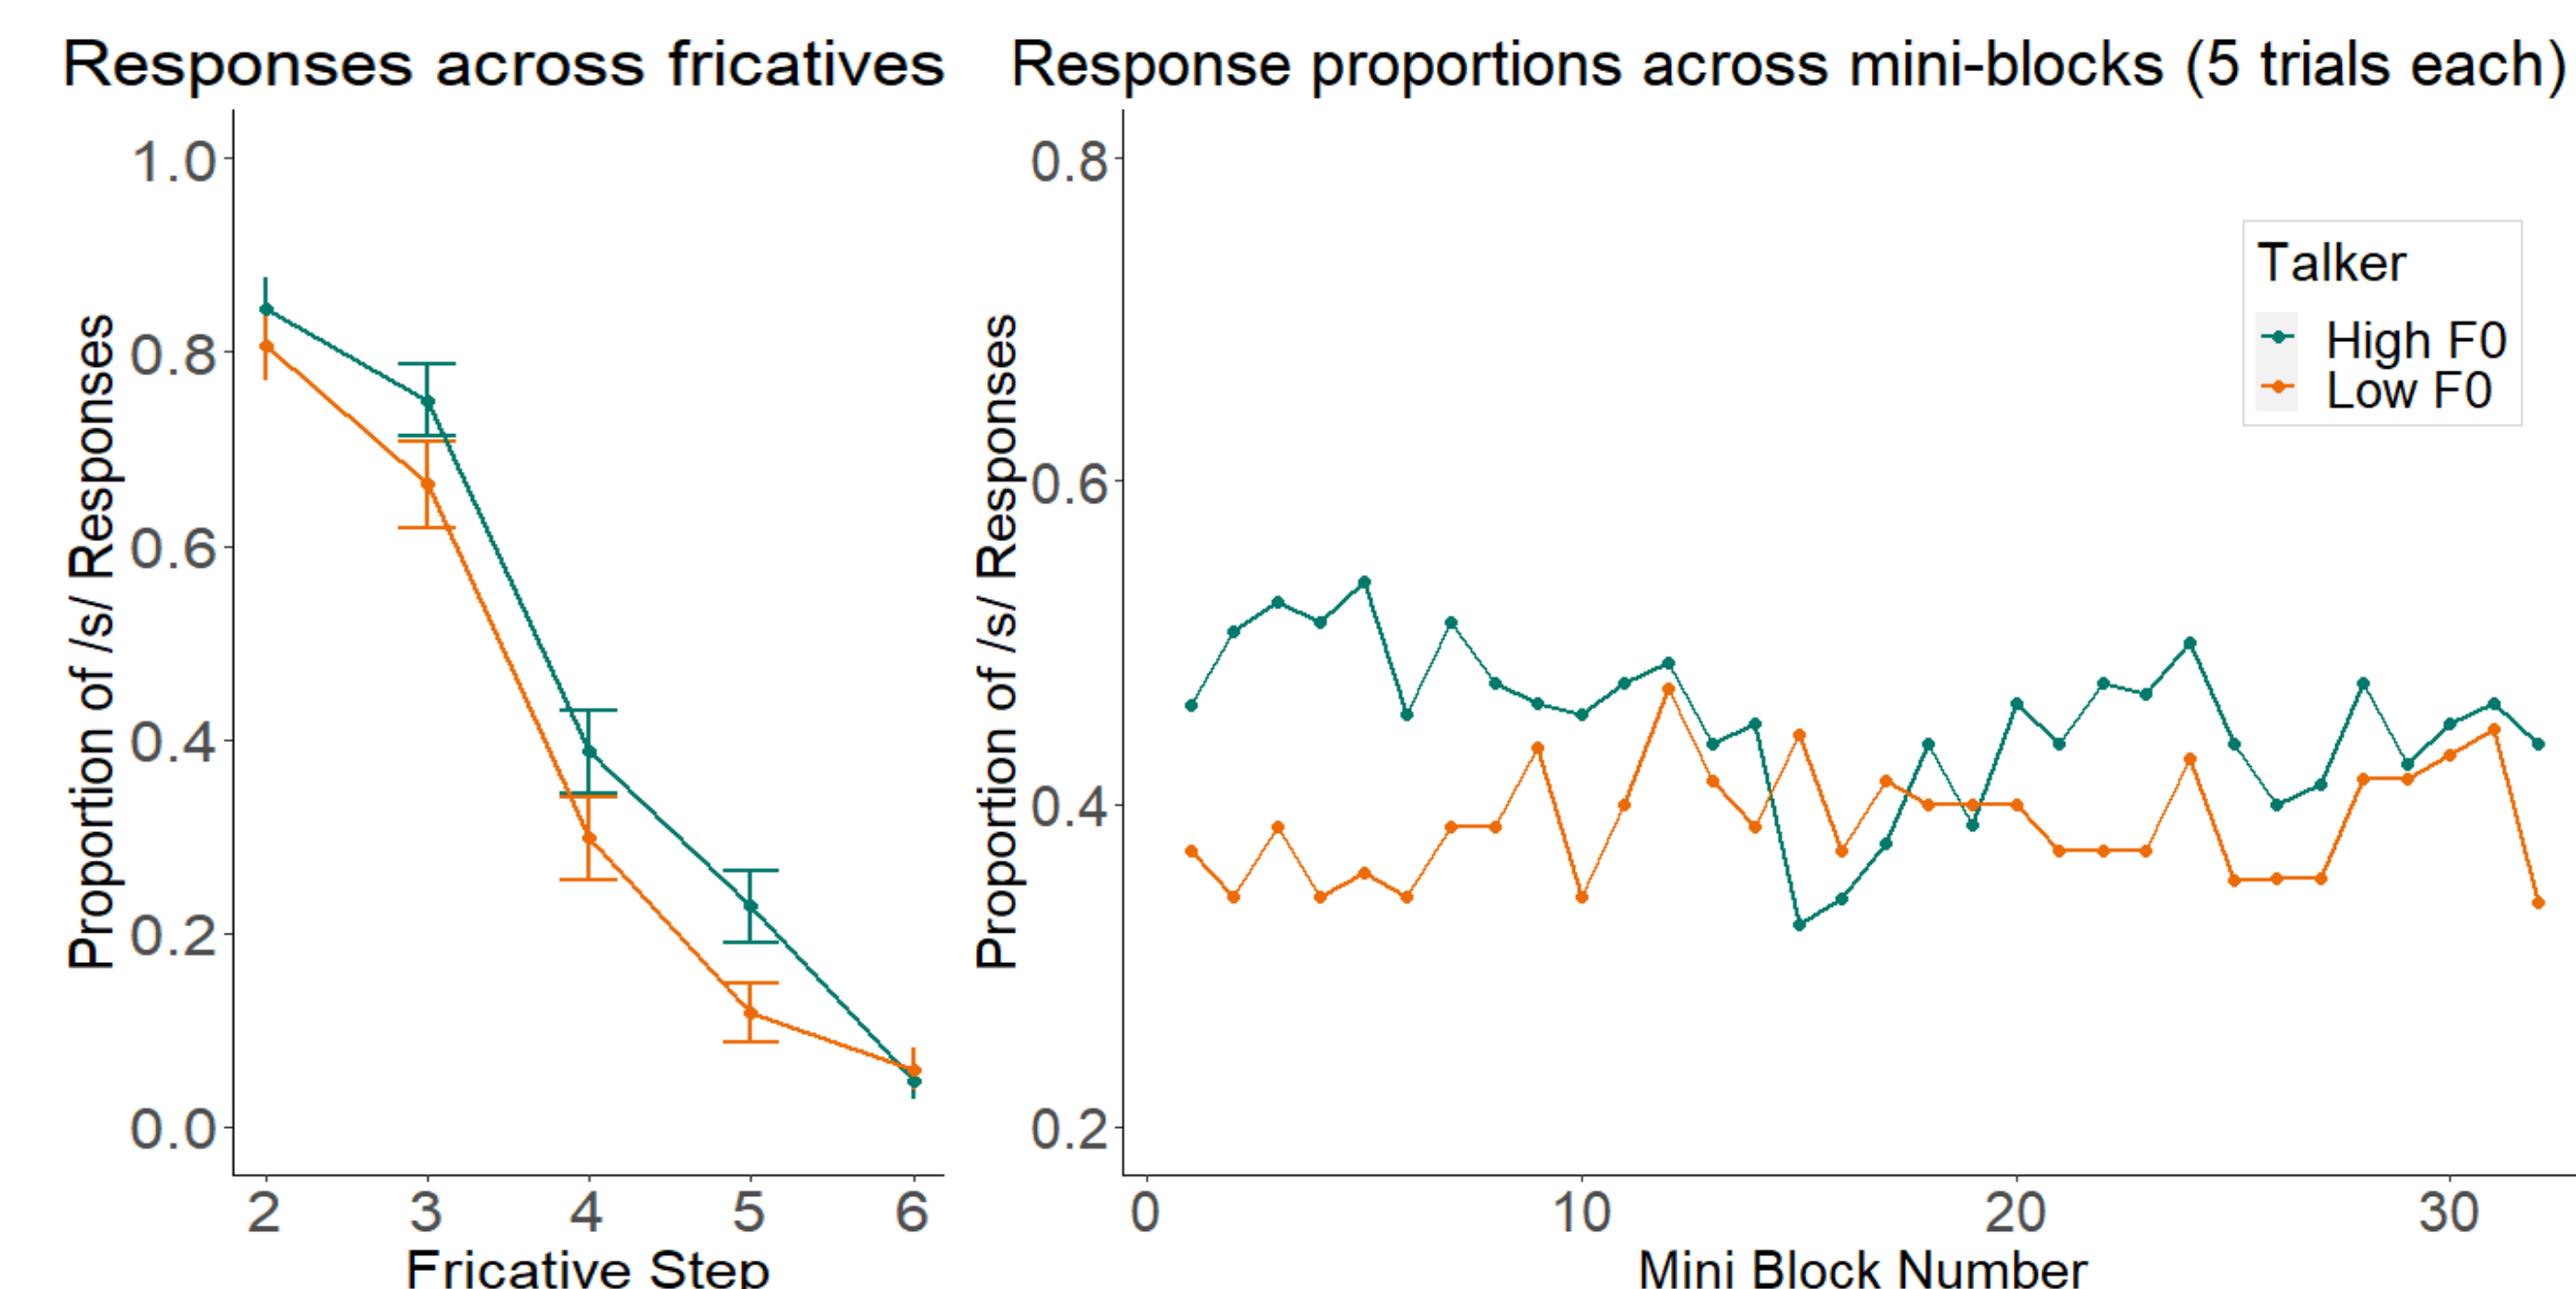 Responses across fricatives
Proportion of /s/ Responses
1.0
0.8
0.6
0.4
0.2
0.0
2 3 4 5 6
Fricative Step
Response proportions across mini-blocks (5 trials each)
Proportion of /s/ Responses
0.8
0.6
0.4
0.2
0 10 20 30
Mini Block Number
Talker
High F0
Low F0